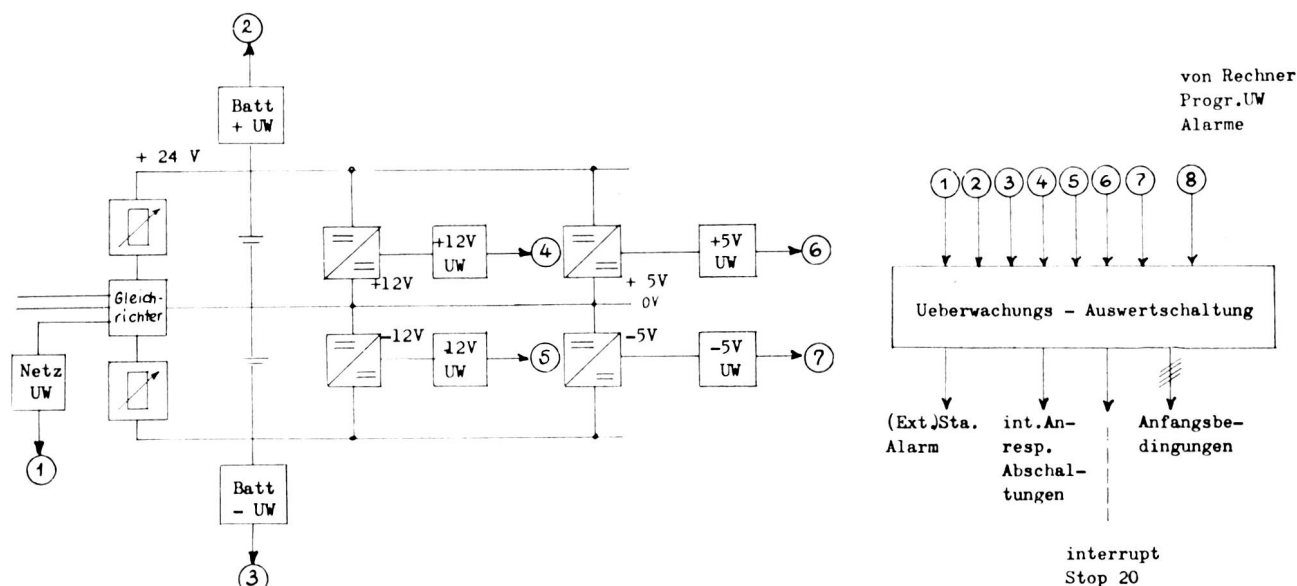 2
Batt
+ UW
+ 24 V
Gleich-
richter
Netz
UW
1
Batt
- UW
3
+12V
+12V
UW
4
-12V
-12V
UW
5
+ 5V
0V
+5V
UW
6
-5V
-5V
UW
7
von Rechner
Progr.UW
Alarme
1 2 3 4 5 6 7 8
Ueberwachungs - Auswertschaltung
(Ext.)Sta.
Alarm
int.An-
resp.
Abschal-
tungen
Anfangsbe-
dingungen
interrupt
Stop 20